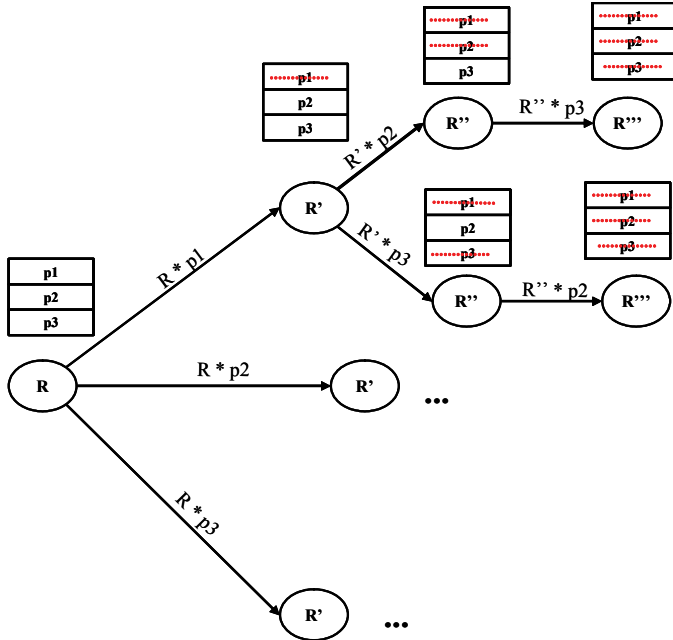 p1
p2
p3
p1
p2
p3
p1
p2
p3
p1
p2
p3
R' * p2
R'' * p3
R''
R'''
R'
R * p1
R' * p3
p1
p2
p3
p1
p2
p3
R''
R'' * p2
R'''
R
R * p2
R'
...
R * p3
R'
...